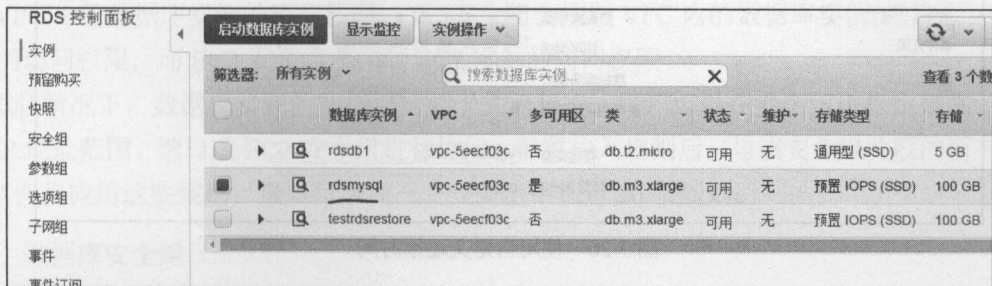 RDS 控制面板
实例
预留购买
快照
安全组
参数组
选项组
子网组
事件
事件订阅
启动数据库实例 显示监控 实例操作
筛选器: 所有实例 搜索数据库实例... 查看 3 个数
数据库实例 VPC 多可用区 类 状态 维护 存储类型 存储
rdsdb1 vpc-5eecf03c 否 db.t2.micro 可用 无 通用型 (SSD) 5 GB
rdsmysql vpc-5eecf03c 是 db.m3.xlarge 可用 无 预置 IOPS (SSD) 100 GB
testrdsrestore vpc-5eecf03c 否 db.m3.xlarge 可用 无 预置 IOPS (SSD) 100 GB